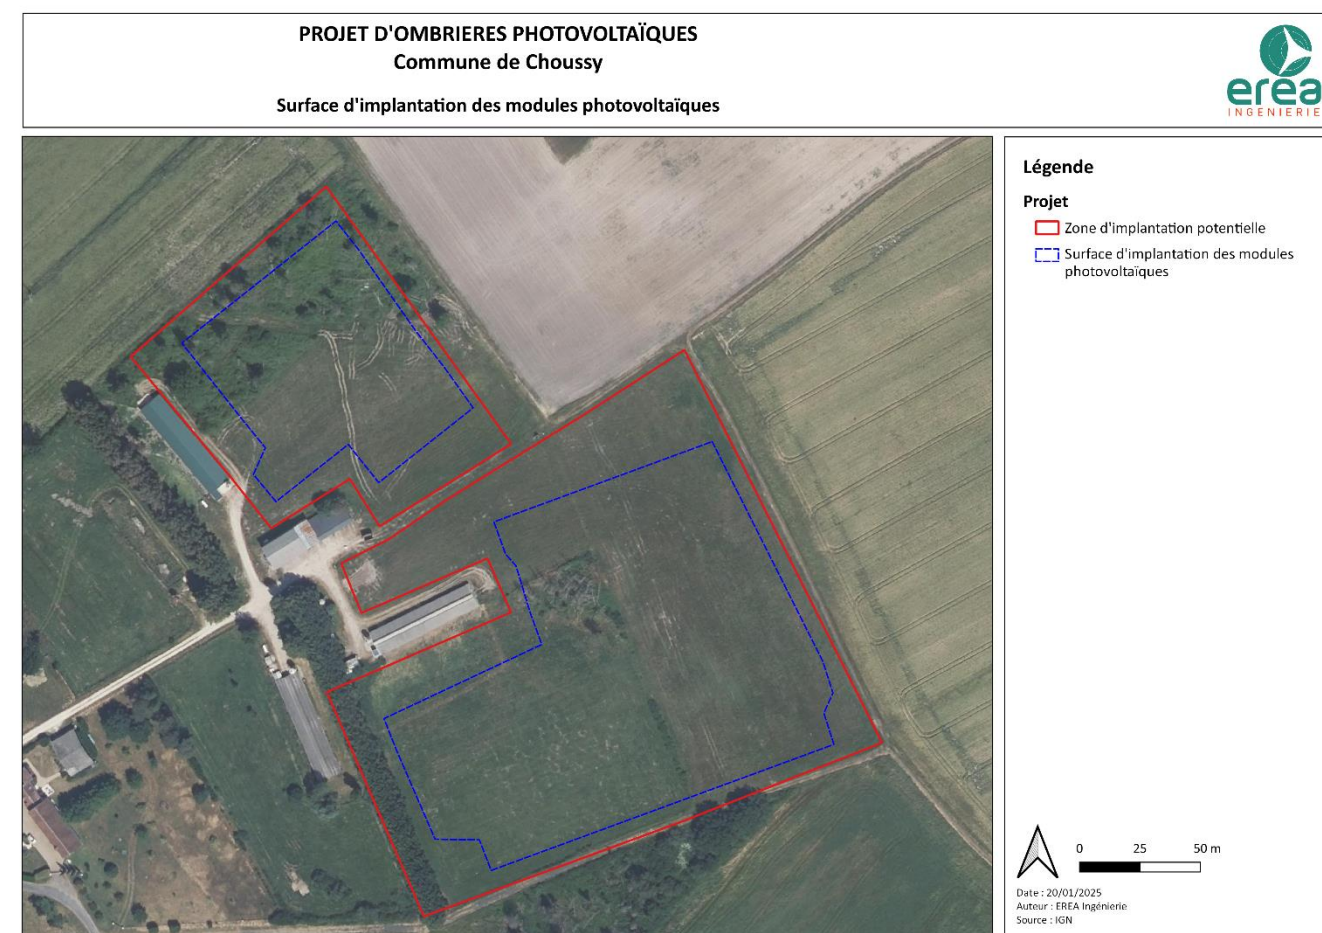 PROJET D'OMBRIERES PHOTOVOLTAÏQUES
Commune de Choussy
Surface d'implantation des modules photovoltaïques
erea
INGENIERIE
Légende
Projet
Zone d'implantation potentielle
Surface d'implantation des modules
photovoltaïques
0 25 50 m
Date : 20/01/2025
Auteur : EREA Ingénierie
Source : IGN